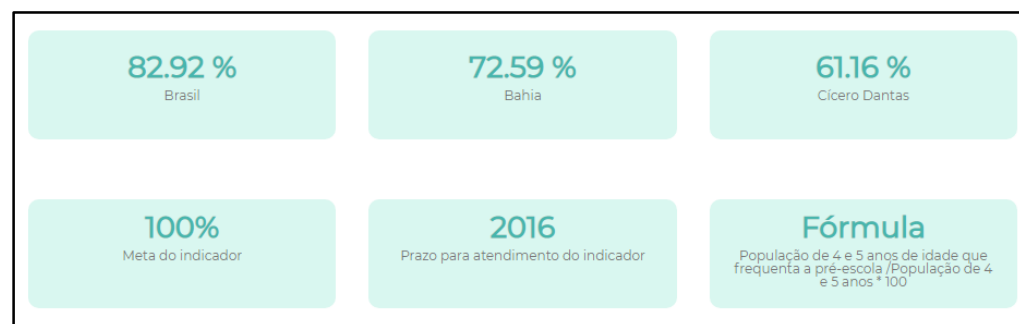 82.92 %
Brasil
72.59 %
Bahia
61.16 %
Cícero Dantas
100%
Meta do indicador
2016
Prazo para atendimento do indicador
Fórmula
População de 4 e 5 anos de idade que
frequenta a pré-escola /População de 4
e 5 anos * 100